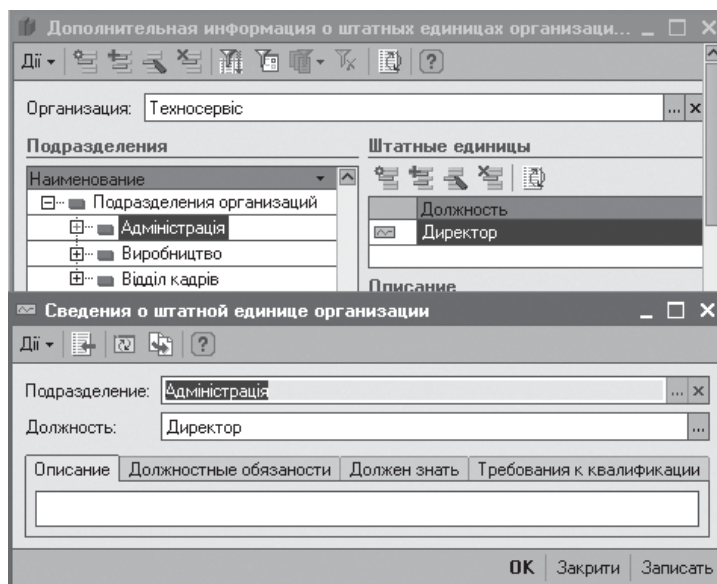 Дополнительная информация о штатных единицах организаци...
Дії
Организация: Техносервіс
Подразделения
Штатные единицы
Наименование
Подразделения организаций
Адміністрація
Виробництво
Відділ кадрів
Должность
Директор
Описание
Сведения о штатной единице организации
Дії
Подразделение: Адміністрація
Должность: Директор
Описание Должностные обязаности Должен знать Требования к квалификации
OK Закрити Записать